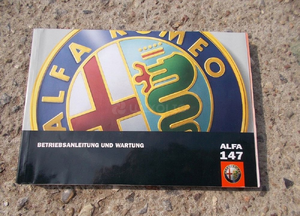 ALFA ROMEO
BETRIEBSANLEITUNG UND WARTUNG
ALFA
147